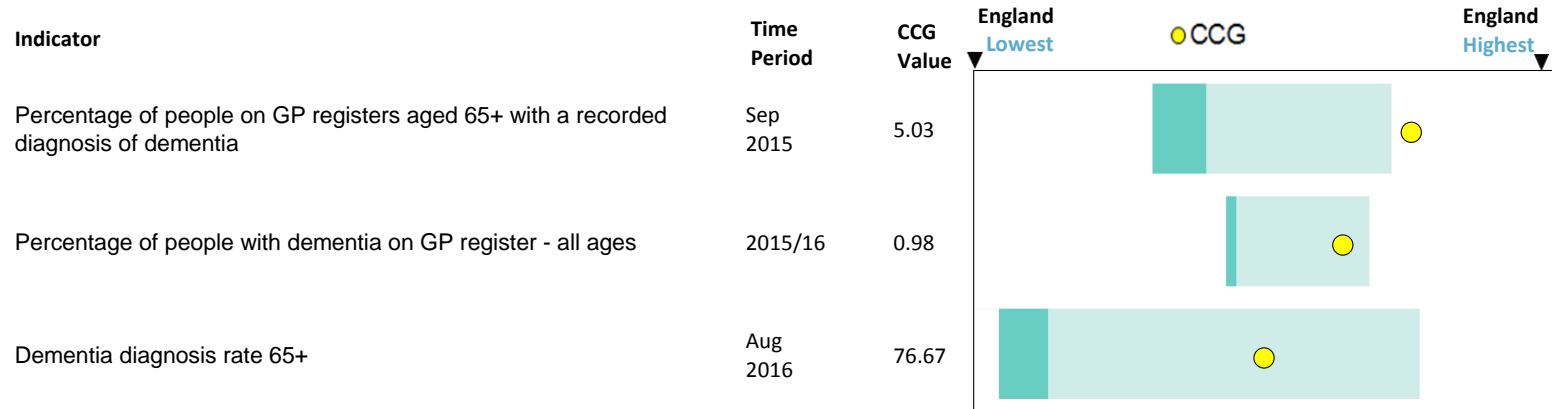 Indicator
Time
Period
CCG
Value
England
Lowest
CCG
England
Highest
Percentage of people on GP registers aged 65+ with a recorded
diagnosis of dementia
Sep
2015
5.03
Percentage of people with dementia on GP register - all ages
2015/16
0.98
Dementia diagnosis rate 65+
Aug
2016
76.67